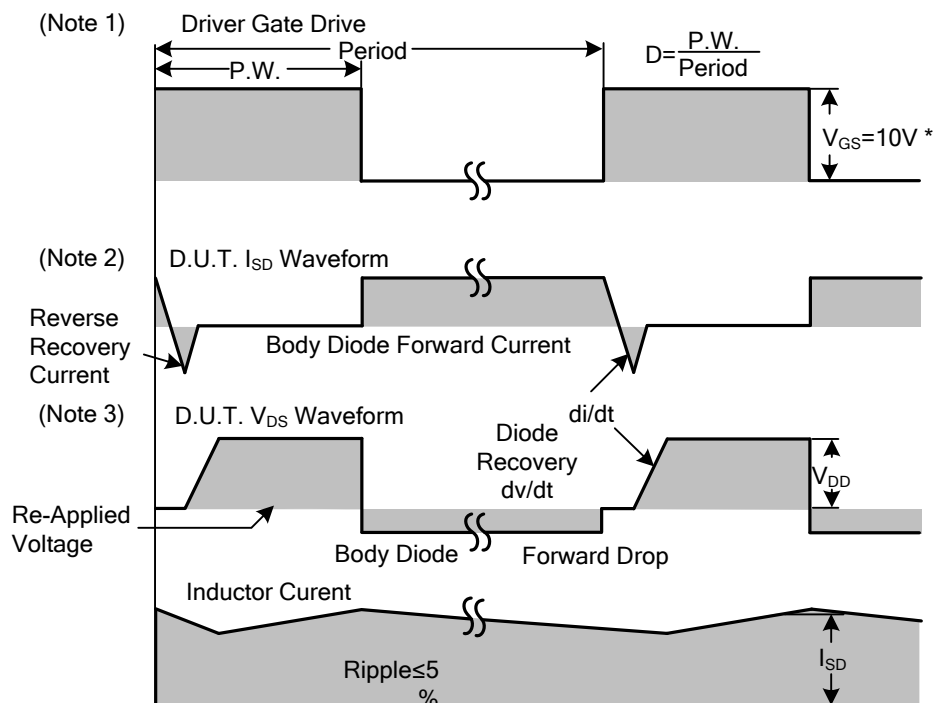 (Note 1)
Driver Gate Drive
Period
P.W.
D=P.W./Period
VGS=10V *
(Note 2)
D.U.T. ISD Waveform
Reverse
Recovery
Current
Body Diode Forward Current
(Note 3)
D.U.T. VDS Waveform
di/dt
Diode
Recovery
dv/dt
VDD
Re-Applied
Voltage
Body Diode
Forward Drop
Inductor Curent
Ripple≤5
%
ISD